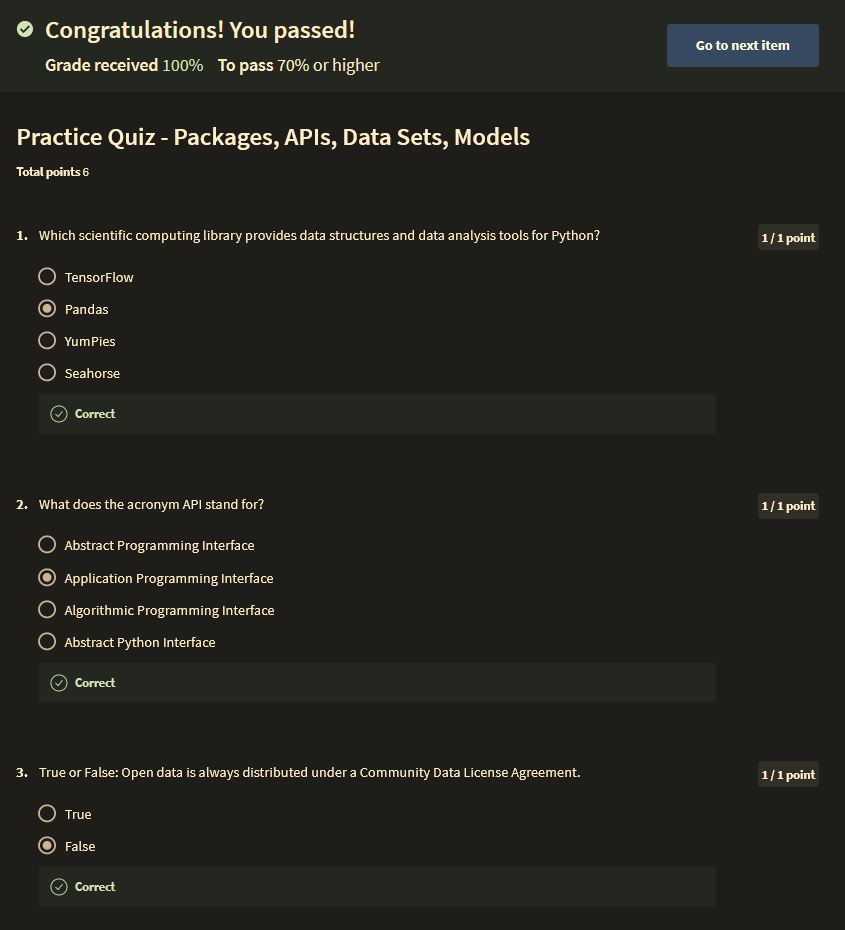 Congratulations! You passed!
Grade received 100% To pass 70% or higher
Go to next item
Practice Quiz - Packages, APIs, Data Sets, Models
Total points 6
1. Which scientific computing library provides data structures and data analysis tools for Python?
1 / 1 point
TensorFlow
Pandas
YumPies
Seahorse
Correct
2. What does the acronym API stand for?
1 / 1 point
Abstract Programming Interface
Application Programming Interface
Algorithmic Programming Interface
Abstract Python Interface
Correct
3. True or False: Open data is always distributed under a Community Data License Agreement.
1 / 1 point
True
False
Correct